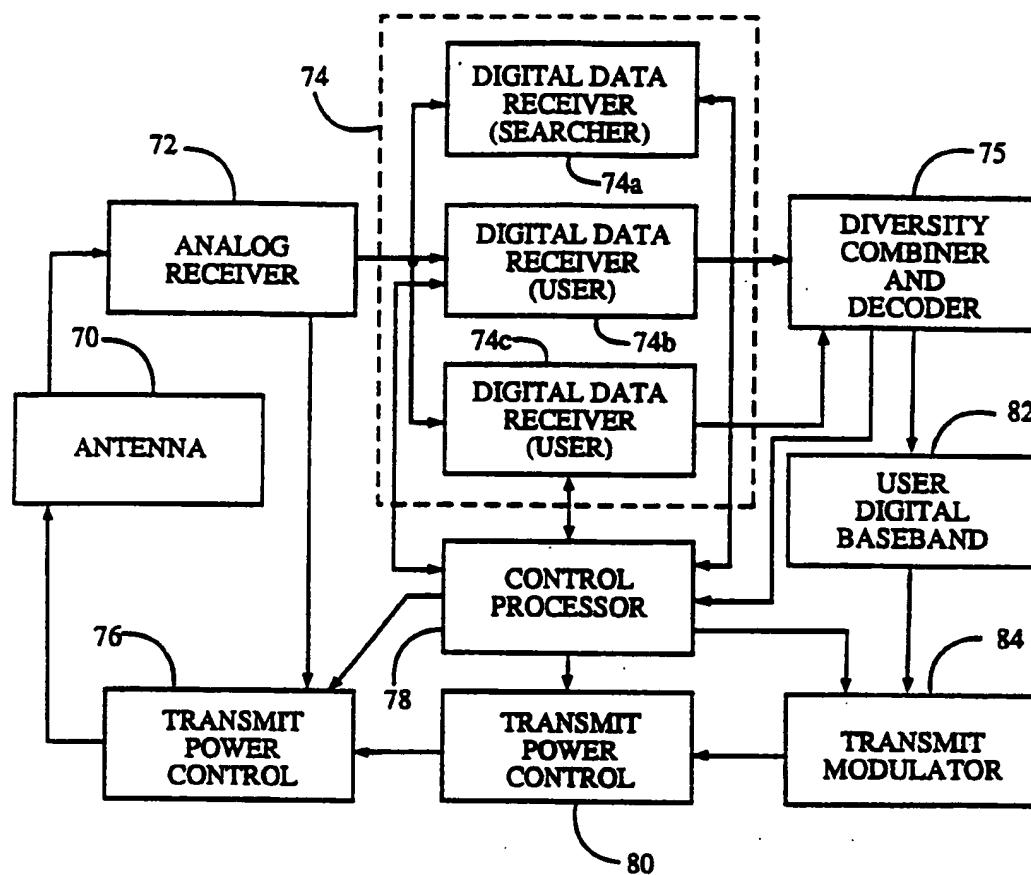 74
DIGITAL DATA
RECEIVER
(SEARCHER)
74a
72
ANALOG
RECEIVER
DIGITAL DATA
RECEIVER
(USER)
74b
75
DIVERSITY
COMBINER
AND
DECODER
70
ANTENNA
74c
DIGITAL DATA
RECEIVER
(USER)
82
USER
DIGITAL
BASEBAND
CONTROL
PROCESSOR
78
76
TRANSMIT
POWER
CONTROL
TRANSMIT
POWER
CONTROL
80
84
TRANSMIT
MODULATOR